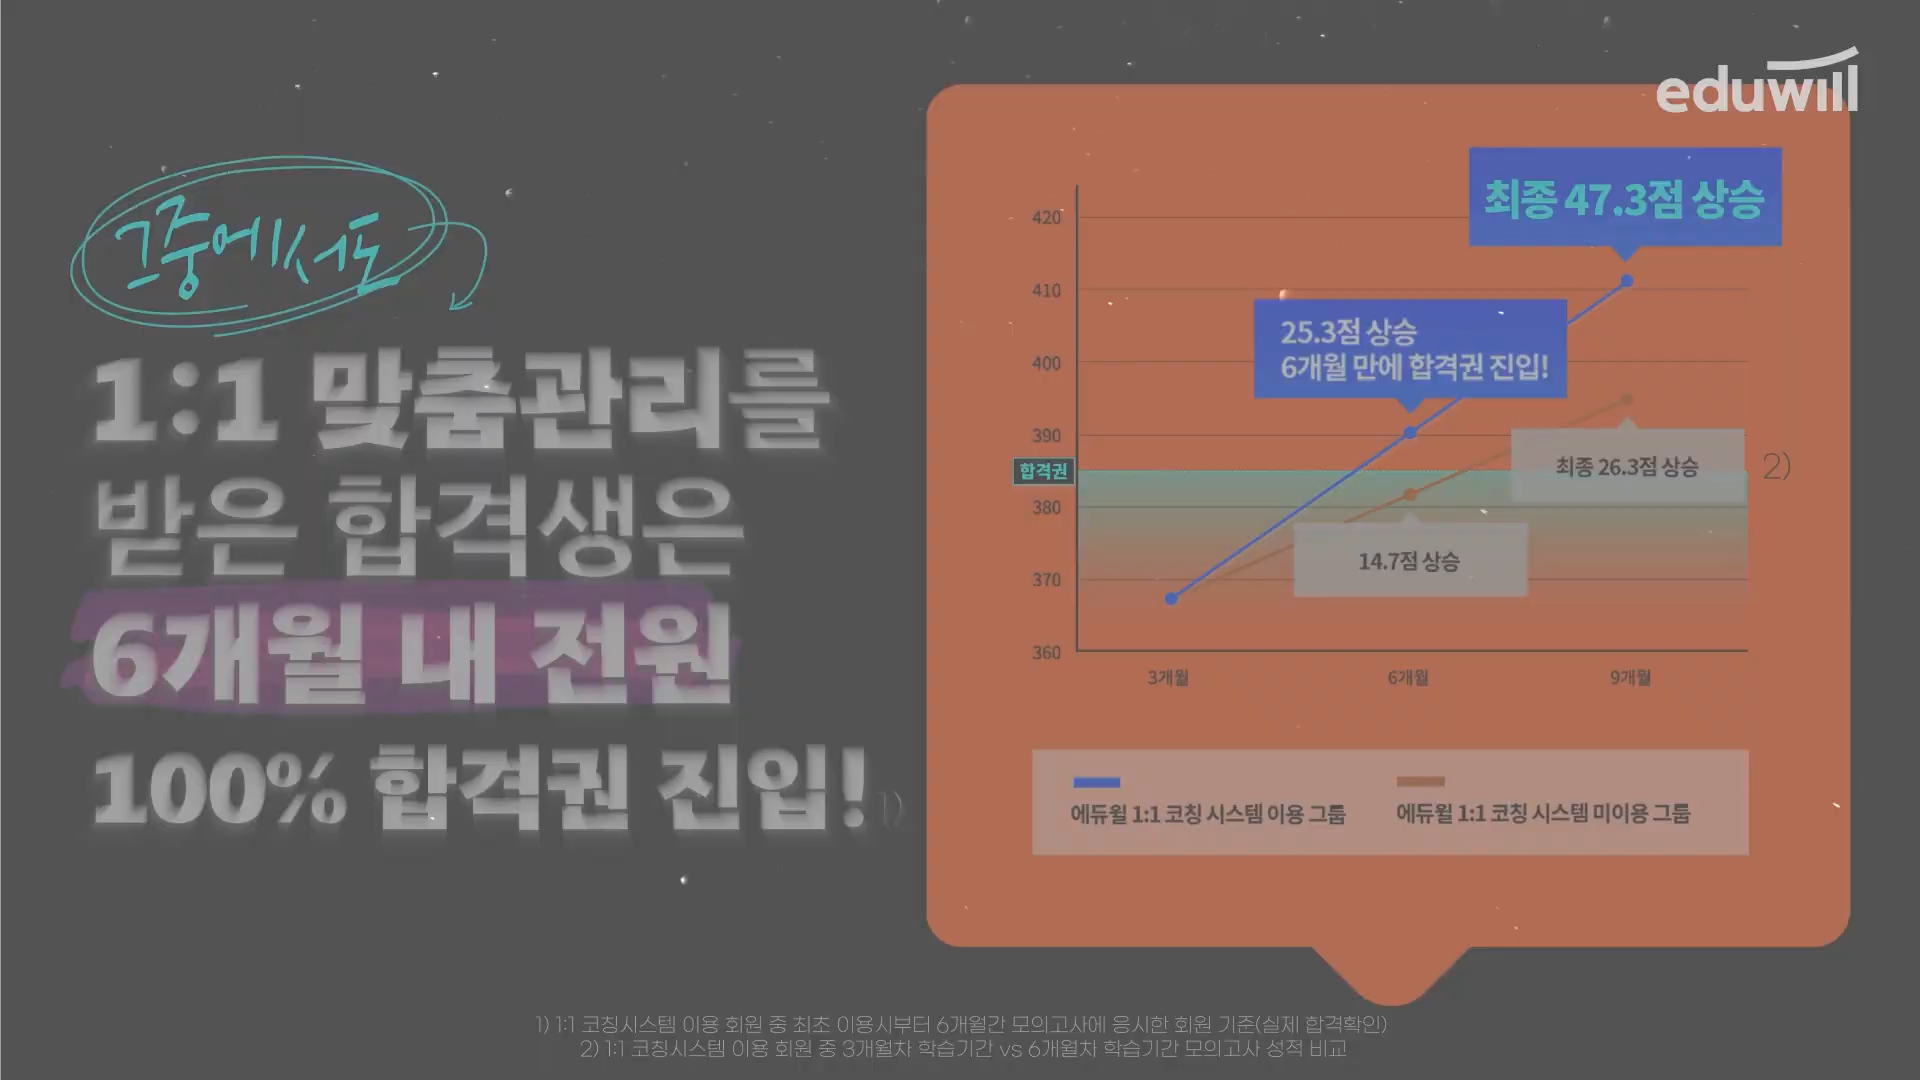 eduwill
그중에서도
1:1 맞춤관리를
받은 합격생은
6개월 내 전원
100% 합격권 진입! 1)
최종 47.3점 상승
420
410
25.3점 상승
6개월 만에 합격권 진입!
400
390
합격권
최종 26.3점 상승
2)
380
14.7점 상승
370
360
3개월
6개월
9개월
에듀윌 1:1 코칭 시스템 이용 그룹
에듀윌 1:1 코칭 시스템 미이용 그룹
1) 1:1 코칭시스템 이용 회원 중 최초 이용시부터 6개월간 모의고사에 응시한 회원 기준(실제 합격확인)
2) 1:1 코칭시스템 이용 회원 중 3개월차 학습기간 vs 6개월차 학습기간 모의고사 성적 비교